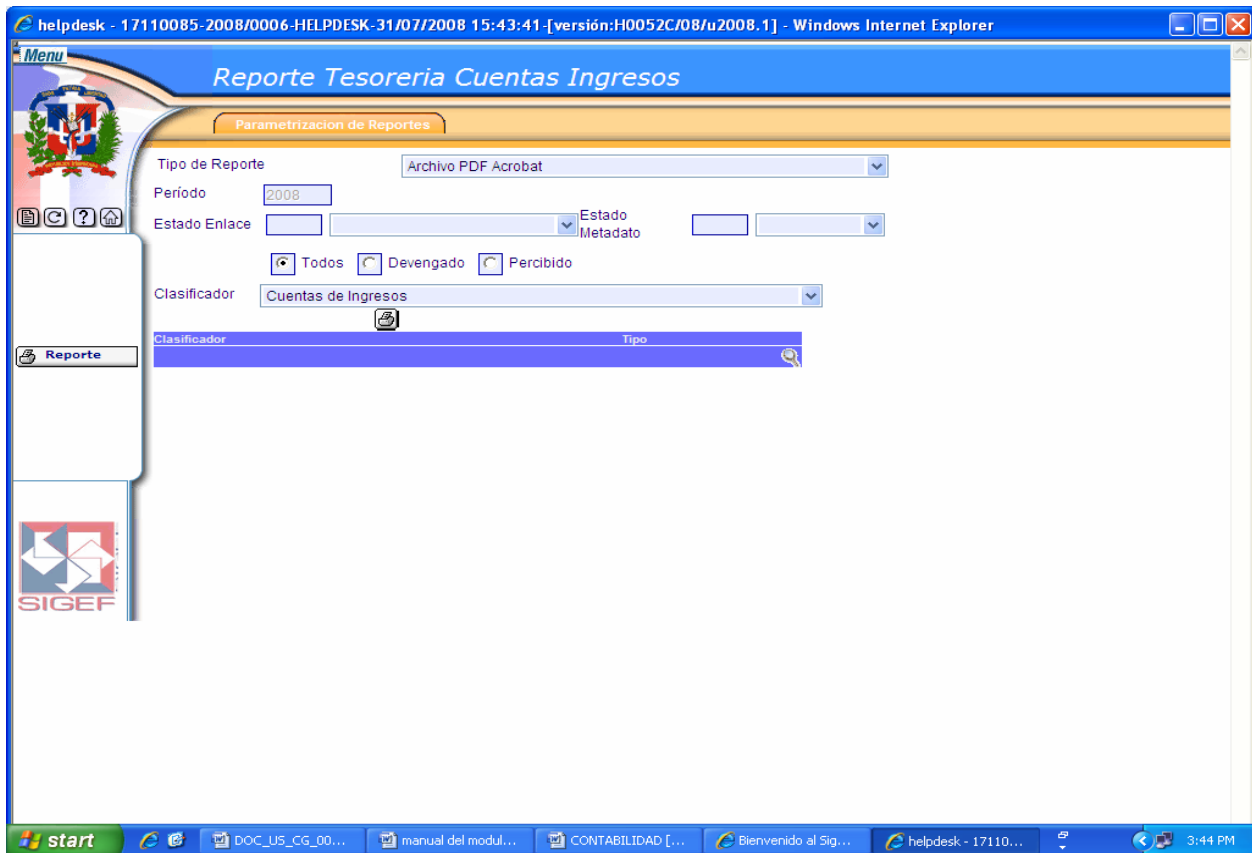 helpdesk - 17110085-2008/0006-HELPDESK-31/07/2008 15:43:41-[versión:H0052C/08/u2008.1] - Windows Internet Explorer
Menu
Reporte Tesoreria Cuentas Ingresos
Parametrizacion de Reportes
Tipo de Reporte Archivo PDF Acrobat
Período 2008
Estado Enlace Estado Metadato
Todos Devengado Percibido
Clasificador Cuentas de Ingresos
Clasificador Tipo
Reporte
SIGEF
start DOC_US_CG_00... manual del modul... CONTABILIDAD [... Bienvenido al Sig... helpdesk - 17110... 3:44 PM